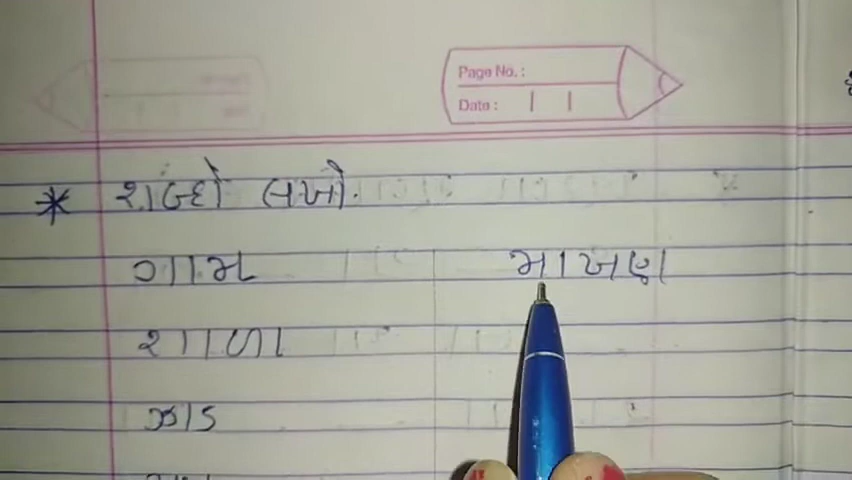 Page No. :
Date :
* શબ્દો લખો.
ગામ માખણ
શાળા
ઝાડ